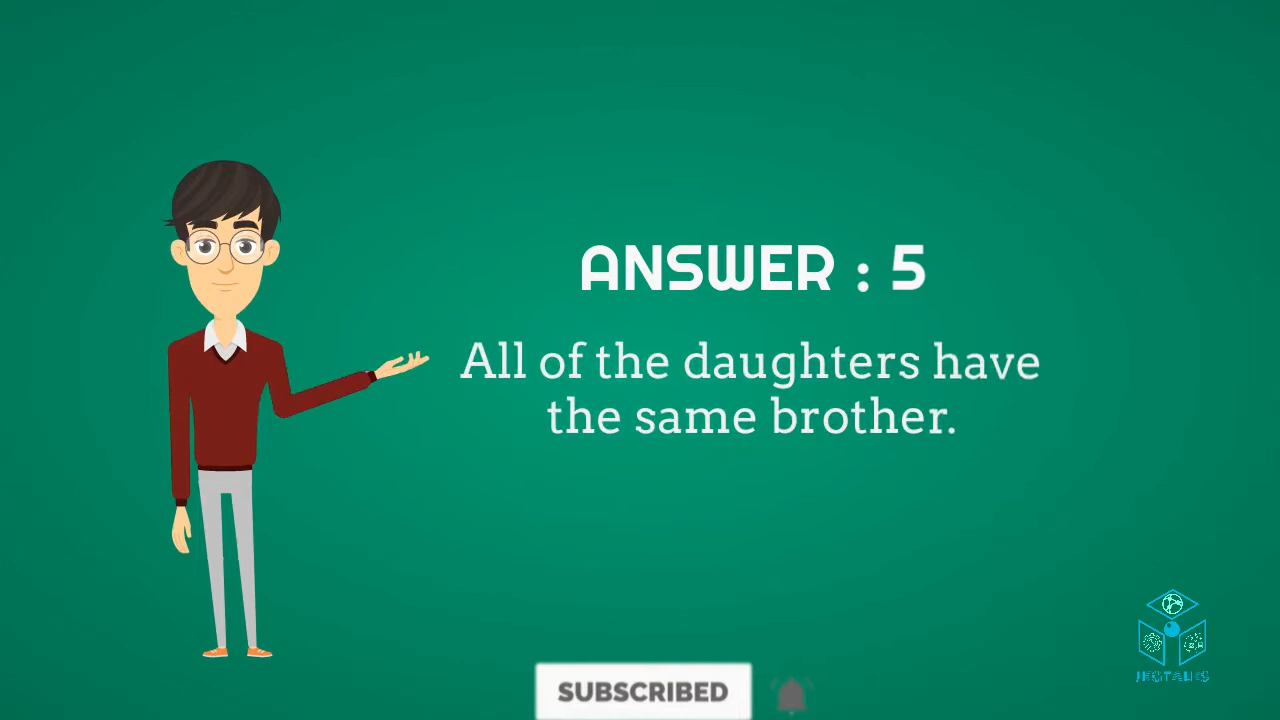 ANSWER : 5
All of the daughters have
the same brother.
SUBSCRIBED